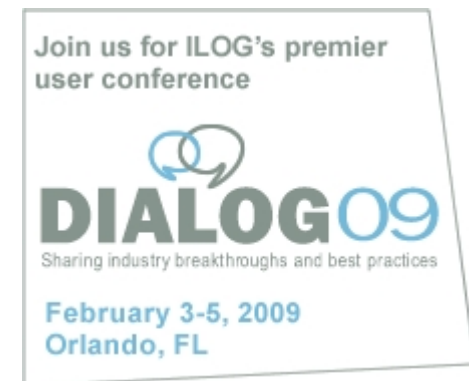 Join us for ILOG's premier
user conference
DIALOG09
Sharing industry breakthroughs and best practices
February 3-5, 2009
Orlando, FL